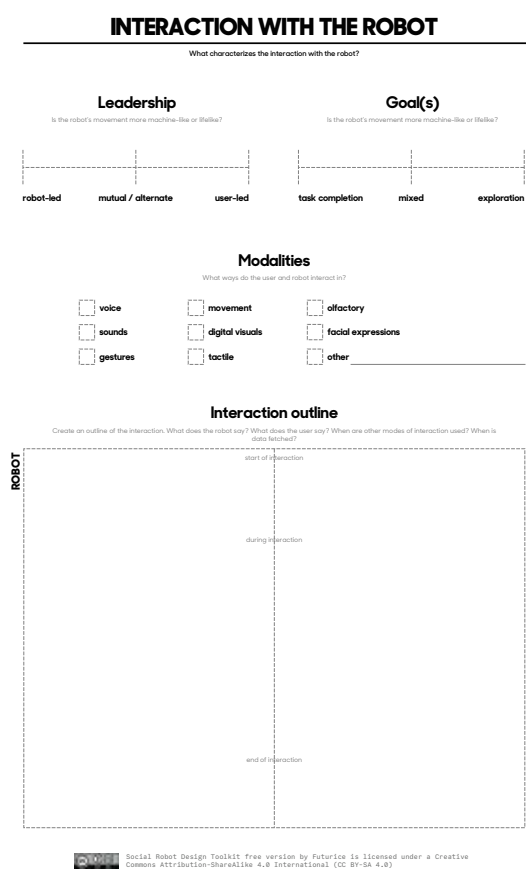 INTERACTION WITH THE ROBOT
What characterizes the interaction with the robot?
Leadership
Is the robot's movement more machine-like or lifelike?
robot-led mutual / alternate user-led
Goal(s)
Is the robot's movement more machine-like or lifelike?
task completion mixed exploration
Modalities
What ways do the user and robot interact in?
voice movement olfactory
sounds digital visuals facial expressions
gestures tactile other
Interaction outline
Create an outline of the interaction. What does the robot say? What does the user say? When are other modes of interaction used? When is
data fetched?
ROBOT
start of interaction
during interaction
end of interaction
Social Robot Design Toolkit free version by Futurice is licensed under a Creative
Commons Attribution-ShareAlike 4.0 International (CC BY-SA 4.0)